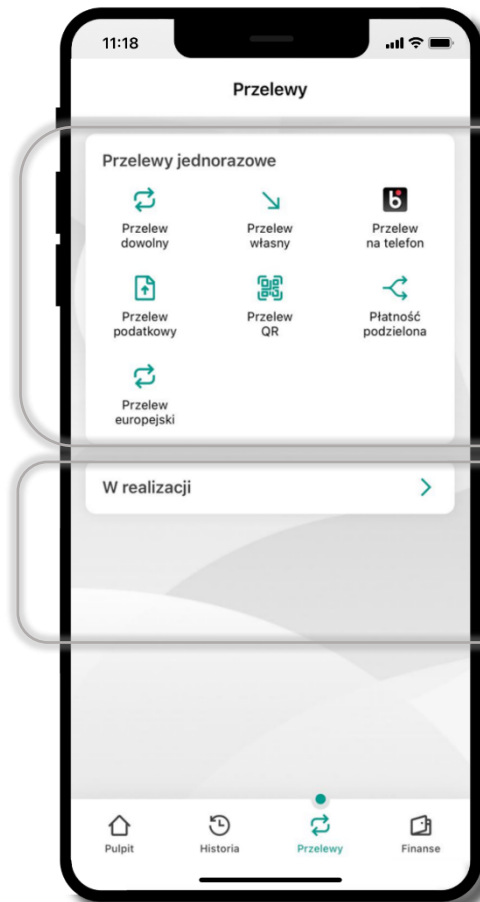 11:18
Przelewy
Przelewy jednorazowe
Przelew
dowolny
Przelew
własny
Przelew
na telefon
Przelew
podatkowy
Przelew
QR
Płatność
podzielona
Przelew
europejski
W realizacji
Pulpit
Historia
Przelewy
Finanse